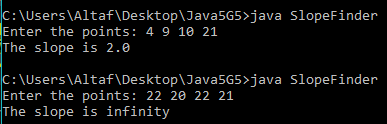 C:\Users\Altaf\Desktop\Java5G5>java SlopeFinder
Enter the points: 4 9 10 21
The slope is 2.0
C:\Users\Altaf\Desktop\Java5G5>java SlopeFinder
Enter the points: 22 20 22 21
The slope is infinity